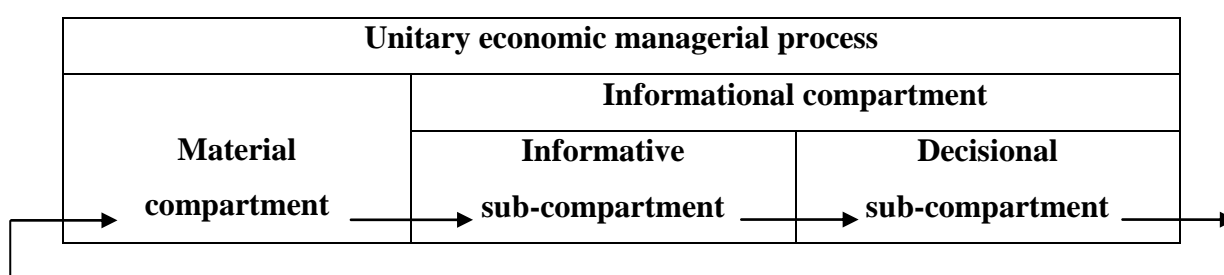 Unitary economic managerial process
Informational compartment
Material
compartment
Informative
sub-compartment
Decisional
sub-compartment